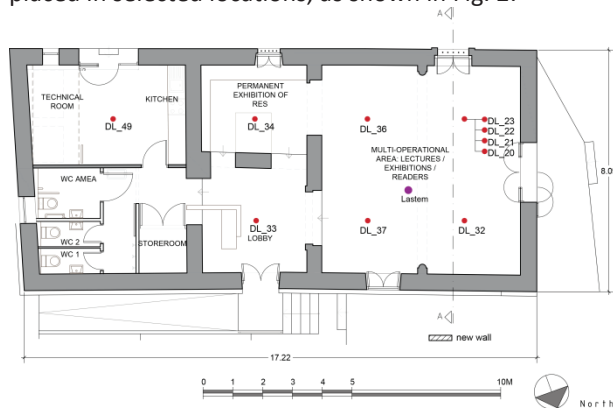 placed in selected locations, as shown in Fig. 2.
A
TECHNICAL
ROOM
KITCHEN
DL_49
PERMANENT
EXHIBITION OF
RES
DL_34
DL_36
DL_23
DL_22
DL_21
DL_20
MULTI-OPERATIONAL
AREA: LECTURES /
EXHIBITIONS /
READERS
Lastem
WC AMEA
WC 2
WC 1
STOREROOM
DL_33
LOBBY
DL_37
DL_32
A
new wall
17.22
0 1 2 3 4 5 10M
North